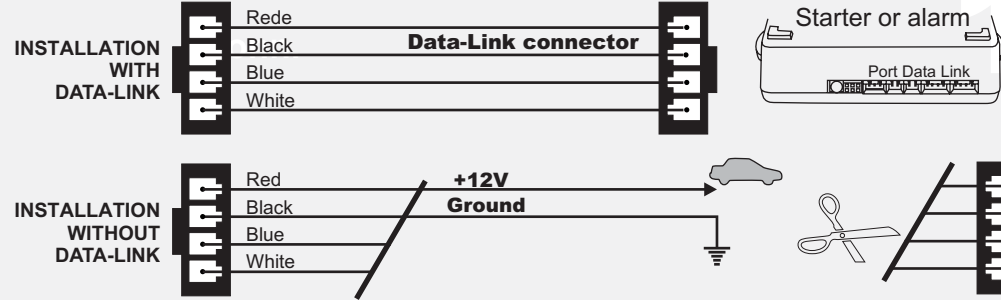 INSTALLATION
WITH
DATA-LINK
Rede
Black
Blue
White
Data-Link connector
Starter or alarm
Port Data Link
INSTALLATION
WITHOUT
DATA-LINK
Red
Black
Blue
White
+12V
Ground